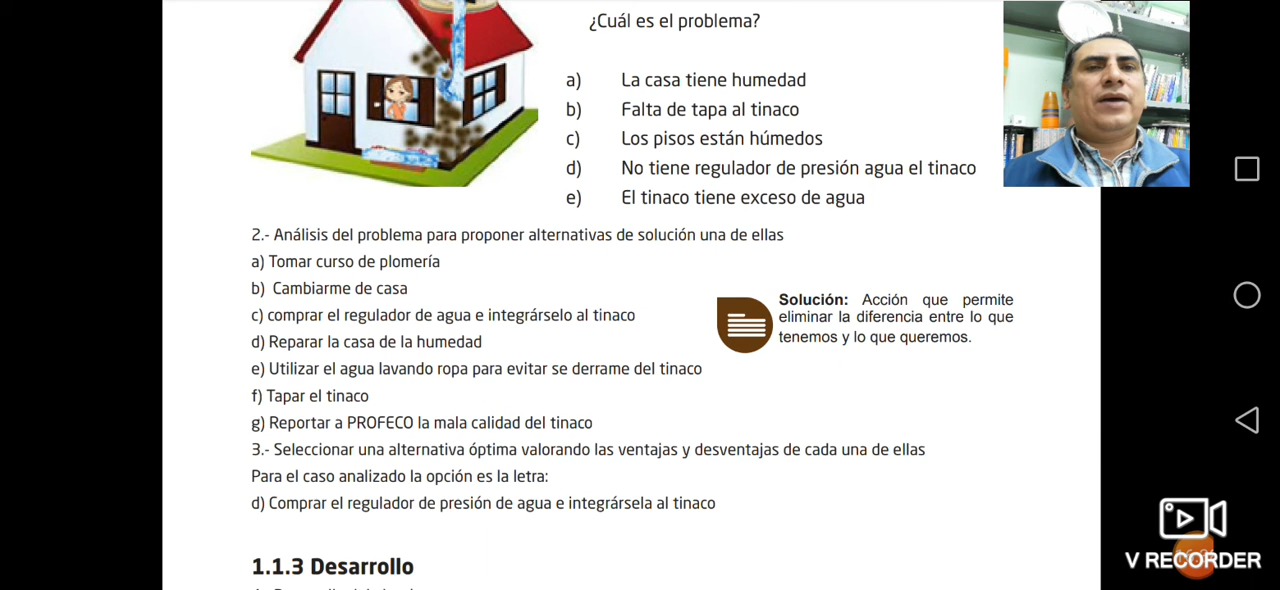 ¿Cuál es el problema?
a) La casa tiene humedad
b) Falta de tapa al tinaco
c) Los pisos están húmedos
d) No tiene regulador de presión agua el tinaco
e) El tinaco tiene exceso de agua
2.- Análisis del problema para proponer alternativas de solución una de ellas
a) Tomar curso de plomería
b) Cambiarme de casa
c) comprar el regulador de agua e integrárselo al tinaco
d) Reparar la casa de la humedad
e) Utilizar el agua lavando ropa para evitar se derrame del tinaco
f) Tapar el tinaco
g) Reportar a PROFECO la mala calidad del tinaco
Solución: Acción que permite
eliminar la diferencia entre lo que
tenemos y lo que queremos.
3.- Seleccionar una alternativa óptima valorando las ventajas y desventajas de cada una de ellas
Para el caso analizado la opción es la letra:
d) Comprar el regulador de presión de agua e integrársela al tinaco
1.1.3 Desarrollo
V RECORDER